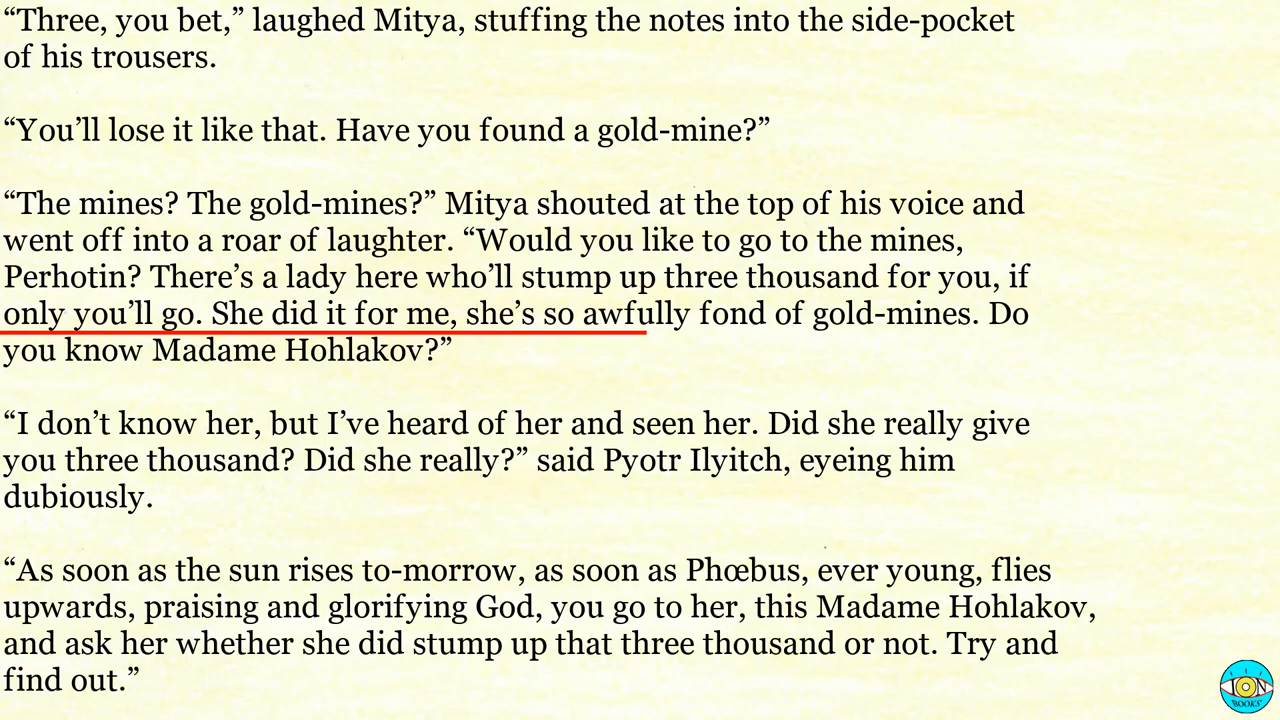 “Three, you bet,” laughed Mitya, stuffing the notes into the side-pocket
of his trousers.
“You’ll lose it like that. Have you found a gold-mine?”
“The mines? The gold-mines?” Mitya shouted at the top of his voice and
went off into a roar of laughter. “Would you like to go to the mines,
Perhotin? There’s a lady here who’ll stump up three thousand for you, if
only you’ll go. She did it for me, she’s so awfully fond of gold-mines. Do
you know Madame Hohlakov?”
“I don’t know her, but I’ve heard of her and seen her. Did she really give
you three thousand? Did she really?” said Pyotr Ilyitch, eyeing him
dubiously.
“As soon as the sun rises to-morrow, as soon as Phœbus, ever young, flies
upwards, praising and glorifying God, you go to her, this Madame Hohlakov,
and ask her whether she did stump up that three thousand or not. Try and
find out.”
ION
BOOKS